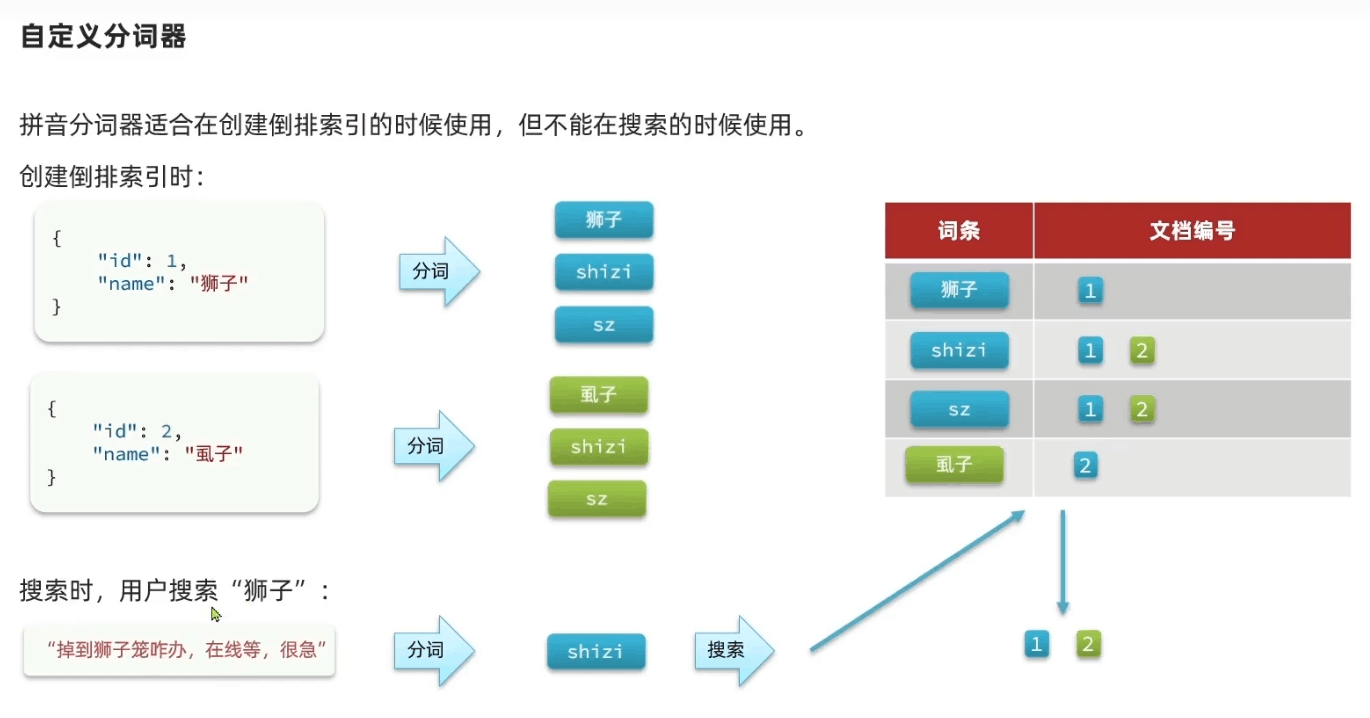 自定义分词器
拼音分词器适合在创建倒排索引的时候使用，但不能在搜索的时候使用。
创建倒排索引时：
{
"id": 1,
"name": "狮子"
}
分词
狮子
shizi
sz
{
"id": 2,
"name": "虱子"
}
分词
虱子
shizi
sz
词条 文档编号
狮子 1
shizi 1 2
sz 1 2
虱子 2
搜索时，用户搜索“狮子”：
“掉到狮子笼咋办，在线等，很急”
分词
shizi
搜索
1 2